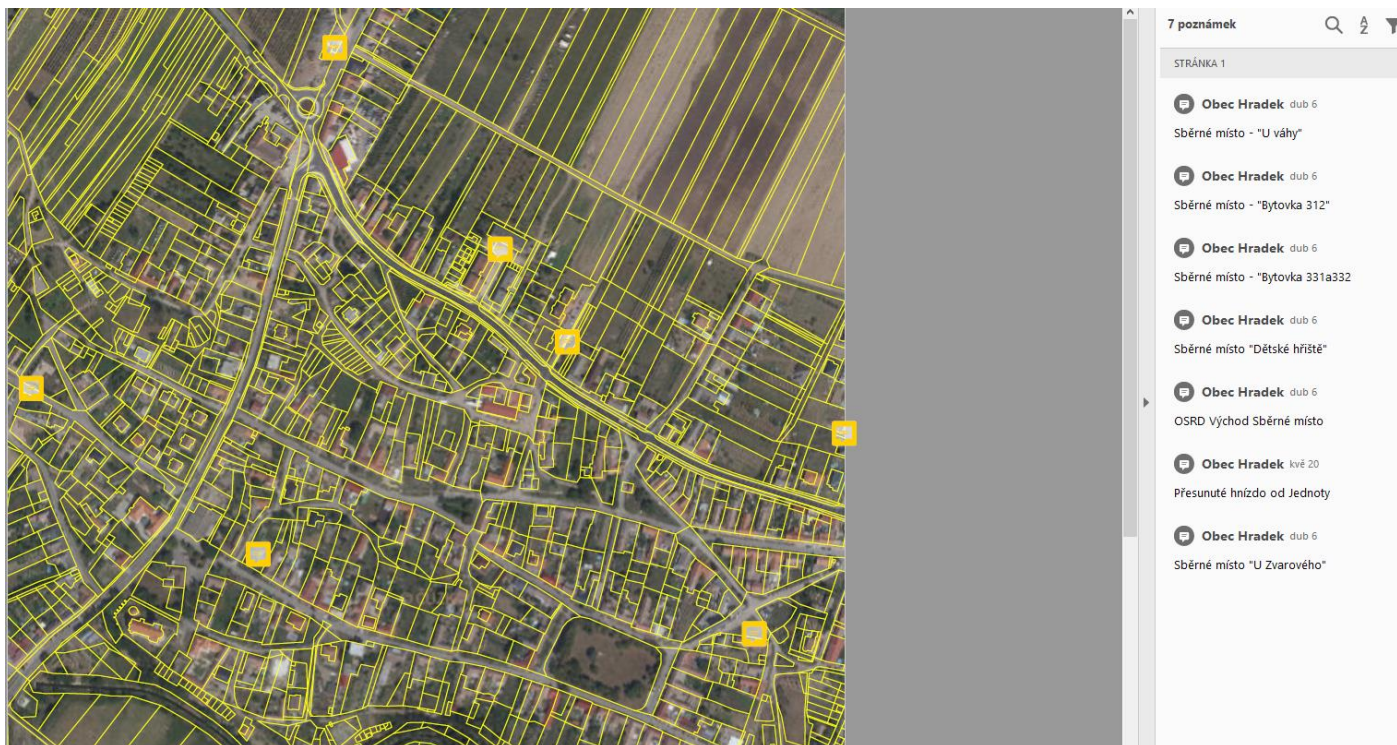 7 poznámek
STRÁNKA 1
Obec Hradek dub 6
Sběrné místo - "U váhy"
Obec Hradek dub 6
Sběrné místo - "Bytovka 312"
Obec Hradek dub 6
Sběrné místo - "Bytovka 331a332
Obec Hradek dub 6
Sběrné místo "Dětské hřiště"
Obec Hradek dub 6
OSRD Východ Sběrné místo
Obec Hradek kvě 20
Přesunuté hnízdo od Jednoty
Obec Hradek dub 6
Sběrné místo "U Zvarového"